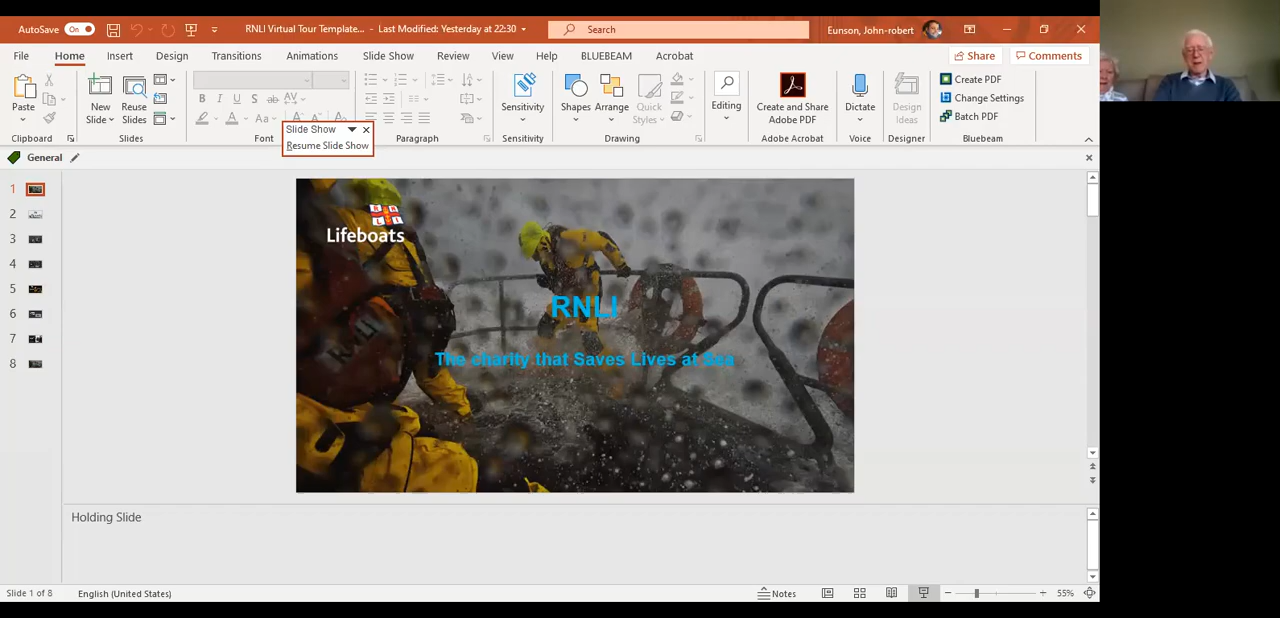 AutoSave On RNLI Virtual Tour Template... - Last Modified: Yesterday at 22:30 Search Eunson, John-robert
File Home Insert Design Transitions Animations Slide Show Review View Help BLUEBEAM Acrobat Share Comments
Paste
New Slide
Reuse Slides
B I U S ab AV
A Aa A A
Sensitivity
Shapes
Arrange
Quick Styles
Editing
Create and Share Adobe PDF
Dictate
Design Ideas
Create PDF
Change Settings
Batch PDF
Clipboard Slides Font Paragraph Sensitivity Drawing Adobe Acrobat Voice Designer Bluebeam
Slide Show
Resume Slide Show
General
1
2
3
4
5
6
7
8
RNLI
Lifeboats
RNLI
RNLI
The charity that Saves Lives at Sea
Holding Slide
Slide 1 of 8 English (United States) Notes 55%